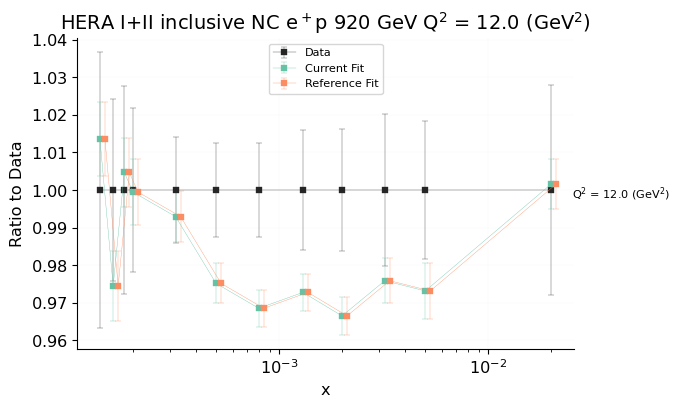 HERA I+II inclusive NC e⁺p 920 GeV Q² = 12.0 (GeV²)
Data
Current Fit
Reference Fit
Ratio to Data
1.04
1.03
1.02
1.01
1.00
0.99
0.98
0.97
0.96
Q² = 12.0 (GeV²)
10⁻³
10⁻²
x